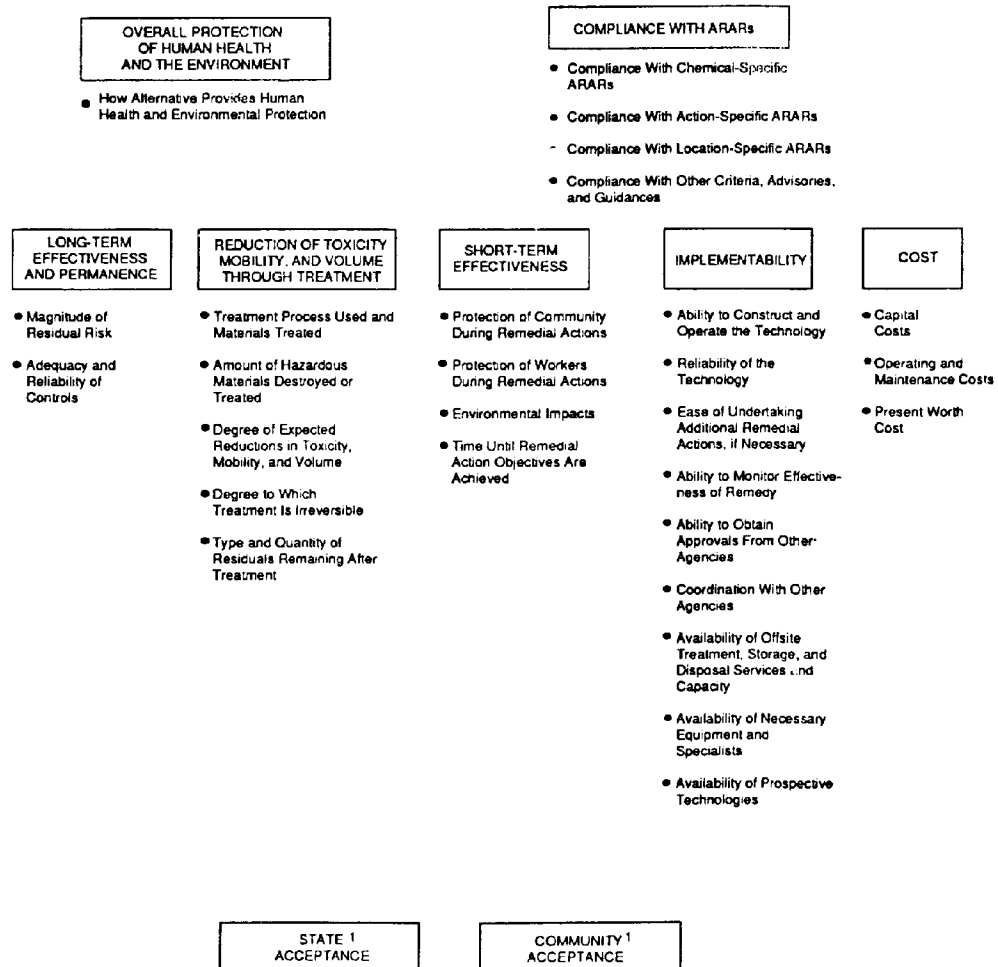 OVERALL PROTECTION
OF HUMAN HEALTH
AND THE ENVIRONMENT
• How Alternative Provides Human
Health and Environmental Protection
COMPLIANCE WITH ARARs
• Compliance With Chemical-Specific
ARARs
• Compliance With Action-Specific ARARs
- Compliance With Location-Specific ARARs
• Compliance With Other Criteria, Advisories,
and Guidances
LONG-TERM
EFFECTIVENESS
AND PERMANENCE
• Magnitude of
Residual Risk
• Adequacy and
Reliability of
Controls
REDUCTION OF TOXICITY
MOBILITY, AND VOLUME
THROUGH TREATMENT
• Treatment Process Used and
Materials Treated
• Amount of Hazardous
Materials Destroyed or
Treated
• Degree of Expected
Reductions in Toxicity,
Mobility, and Volume
• Degree to Which
Treatment Is Irreversible
• Type and Quantity of
Residuals Remaining After
Treatment
SHORT-TERM
EFFECTIVENESS
• Protection of Community
During Remedial Actions
• Protection of Workers
During Remedial Actions
• Environmental Impacts
• Time Until Remedial
Action Objectives Are
Achieved
IMPLEMENTABILITY
• Ability to Construct and
Operate the Technology
• Reliability of the
Technology
• Ease of Undertaking
Additional Remedial
Actions, if Necessary
• Ability to Monitor Effective-
ness of Remedy
• Ability to Obtain
Approvals From Other
Agencies
• Coordination With Other
Agencies
• Availability of Offsite
Treatment, Storage, and
Disposal Services and
Capacity
• Availability of Necessary
Equipment and
Specialists
• Availability of Prospective
Technologies
COST
• Capital
Costs
• Operating and
Maintenance Costs
• Present Worth
Cost
STATE 1
ACCEPTANCE
COMMUNITY 1
ACCEPTANCE